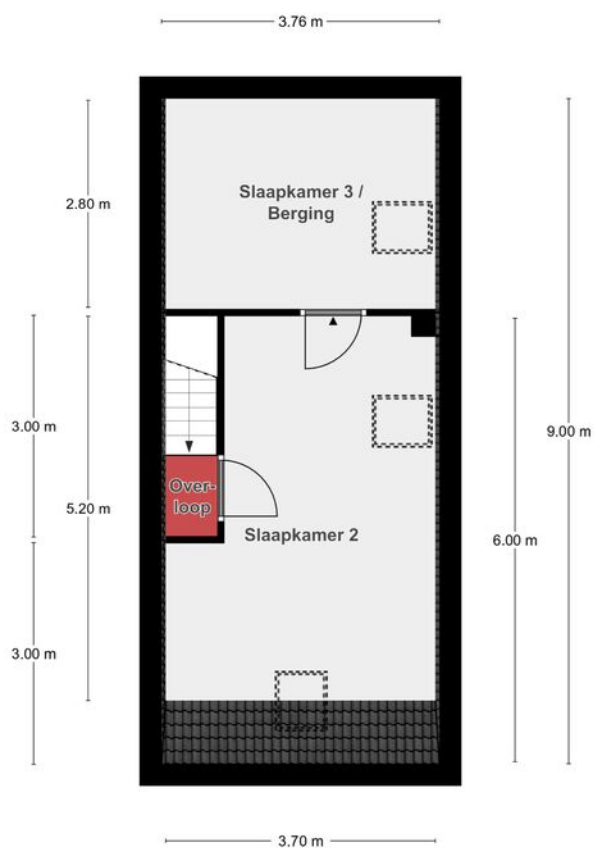 3.76 m
Slaapkamer 3 /
Berging
2.80 m
3.00 m
9.00 m
Over-
loop
5.20 m
Slaapkamer 2
6.00 m
3.00 m
3.70 m